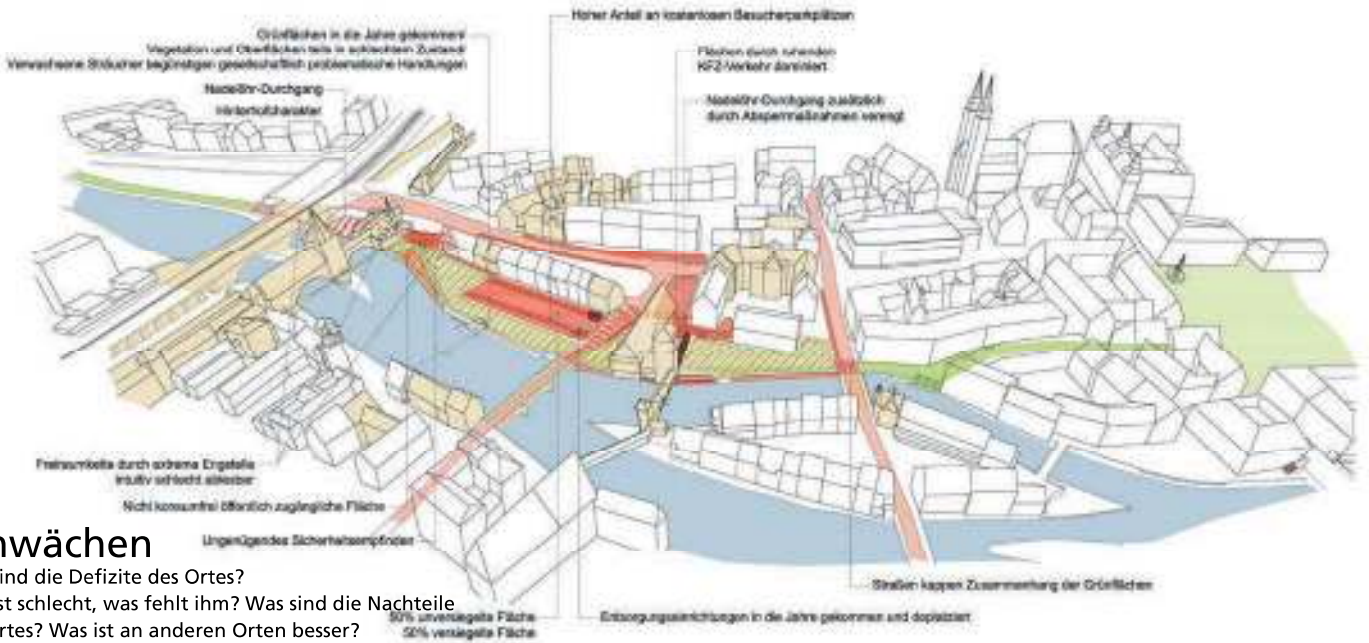 Hoher Anteil an kostenlosen Besucherparkplätzen
Grünflächen in die Jahre gekommen/
Vegetation und Oberflächen teils in schlechtem Zustand/
Verwachsene Sträucher begünstigen gesellschaftlich problematische Handlungen
Flächen durch ruhenden
KFZ-Verkehr dominiert
Nadelöhr-Durchgang
Hinterhofcharakter
Nadelöhr-Durchgang zusätzlich
durch Absperrmaßnahmen verengt
Freiraumkette durch extreme Engstelle
intuitiv schlecht ablesbar
Nicht konsumfrei öffentlich zugängliche Fläche
Ungenügendes Sicherheitsempfinden
nwächen
ind die Defizite des Ortes?
st schlecht, was fehlt ihm? Was sind die Nachteile
rtes? Was ist an anderen Orten besser?
50% unversiegelte Fläche
50% versiegelte Fläche
Straßen kappen Zusammenhang der Grünflächen
Entsorgungseinrichtungen in die Jahre gekommen und deplatziert